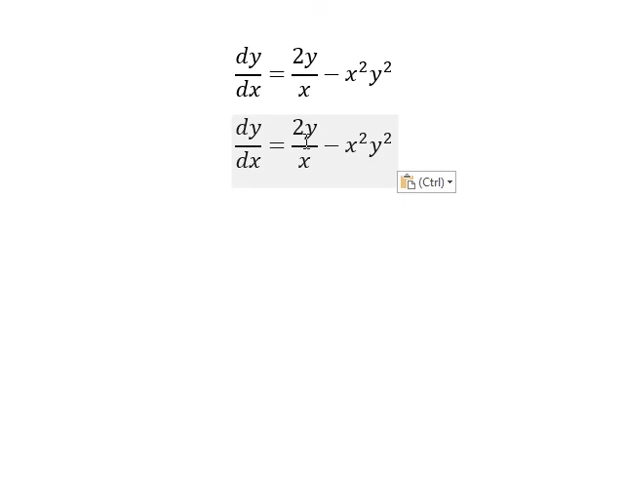 dy/dx = 2y/x − x²y²
dy/dx = 2y/x − x²y²
(Ctrl)